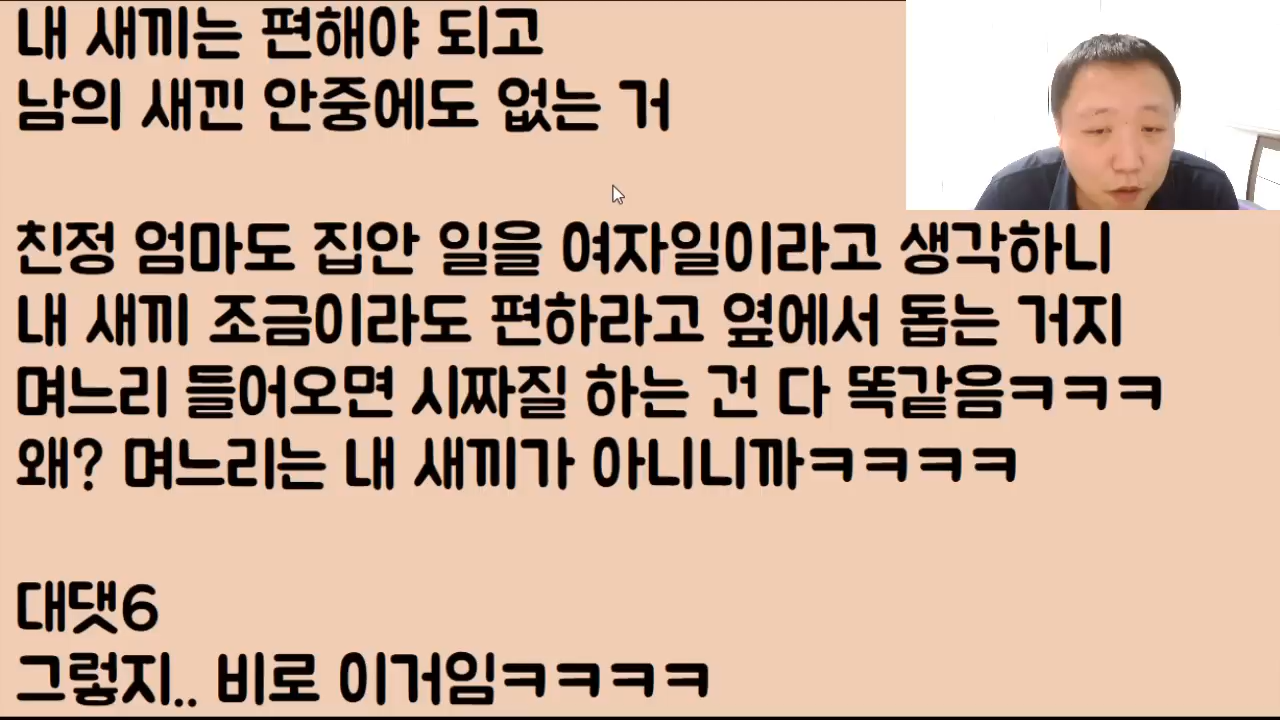 내 새끼는 편해야 되고
남의 새낀 안중에도 없는 거
친정 엄마도 집안 일을 여자일이라고 생각하니
내 새끼 조금이라도 편하라고 옆에서 돕는 거지
며느리 들어오면 시짜질 하는 건 다 똑같음ㅋㅋㅋ
왜? 며느리는 내 새끼가 아니니까ㅋㅋㅋㅋ
대댓6
그렇지.. 비로 이거임ㅋㅋㅋㅋ